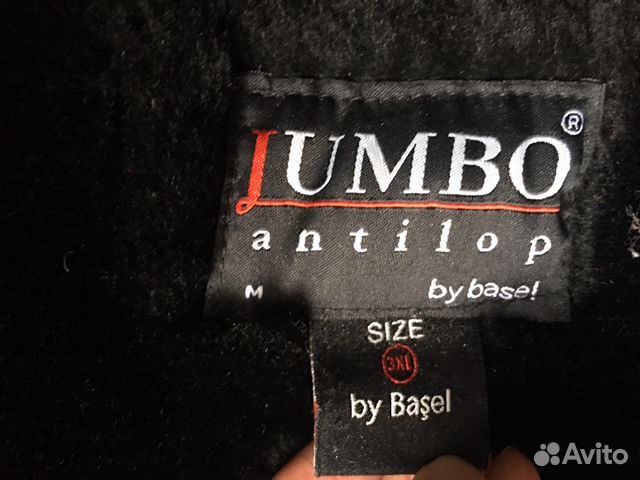 JUMBO ®
antilop
M by basel
SIZE
3XL
by Başel
Avito